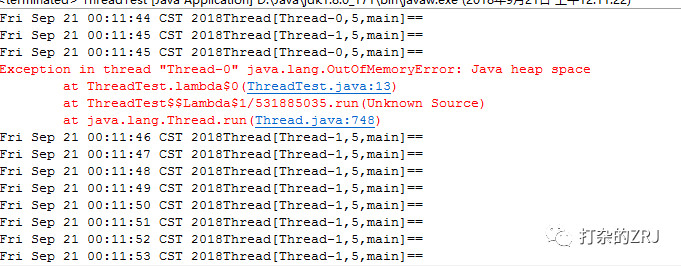 <terminated> ThreadTest [Java Application] D:\Java\jdk1.8.0_171\bin\javaw.exe (2018年9月21日 上午12:11:22)
Fri Sep 21 00:11:44 CST 2018Thread[Thread-0,5,main]==
Fri Sep 21 00:11:45 CST 2018Thread[Thread-1,5,main]==
Fri Sep 21 00:11:45 CST 2018Thread[Thread-0,5,main]==
Exception in thread "Thread-0" java.lang.OutOfMemoryError: Java heap space
at ThreadTest.lambda$0(ThreadTest.java:13)
at ThreadTest$$Lambda$1/531885035.run(Unknown Source)
at java.lang.Thread.run(Thread.java:748)
Fri Sep 21 00:11:46 CST 2018Thread[Thread-1,5,main]==
Fri Sep 21 00:11:47 CST 2018Thread[Thread-1,5,main]==
Fri Sep 21 00:11:48 CST 2018Thread[Thread-1,5,main]==
Fri Sep 21 00:11:49 CST 2018Thread[Thread-1,5,main]==
Fri Sep 21 00:11:50 CST 2018Thread[Thread-1,5,main]==
Fri Sep 21 00:11:51 CST 2018Thread[Thread-1,5,main]==
Fri Sep 21 00:11:52 CST 2018Thread[Thread-1,5,main]==
Fri Sep 21 00:11:53 CST 2018Thread[Thread-1,5,main]==
打杂的ZRJ